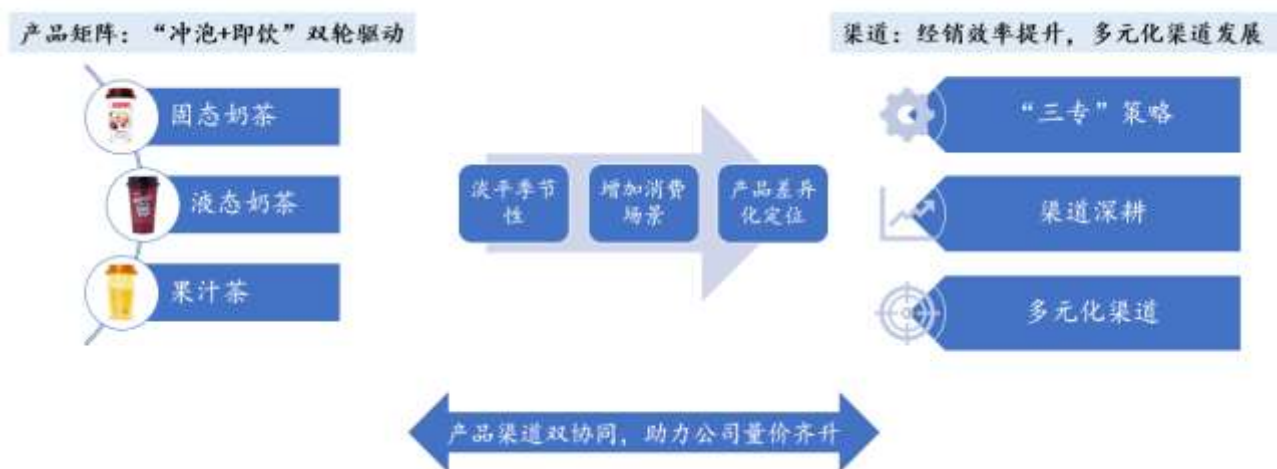 产品矩阵：“冲泡+即饮”双轮驱动
固态奶茶
液态奶茶
果汁茶
淡平季节
性
增加消费
场景
产品差异
化定位
渠道：经销效率提升，多元化渠道发展
“三专”策略
渠道深耕
多元化渠道
产品渠道双协同，助力公司量价齐升